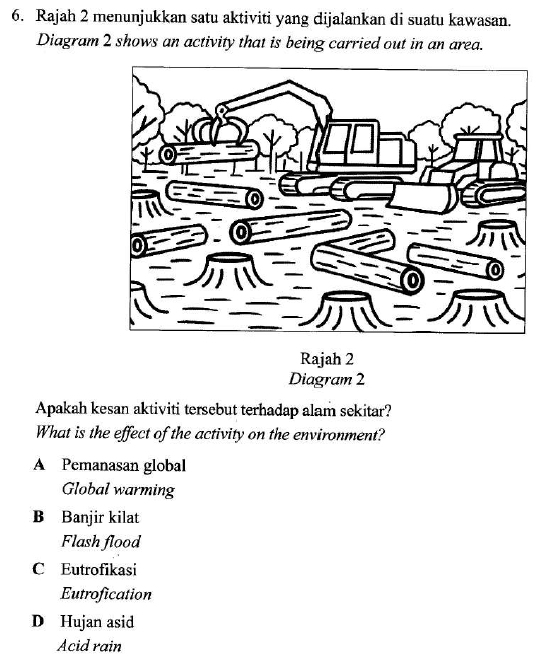 6. Rajah 2 menunjukkan satu aktiviti yang dijalankan di suatu kawasan.
Diagram 2 shows an activity that is being carried out in an area.
Rajah 2
Diagram 2
Apakah kesan aktiviti tersebut terhadap alam sekitar?
What is the effect of the activity on the environment?
A Pemanasan global
Global warming
B Banjir kilat
Flash flood
C Eutrofikasi
Eutrofication
D Hujan asid
Acid rain